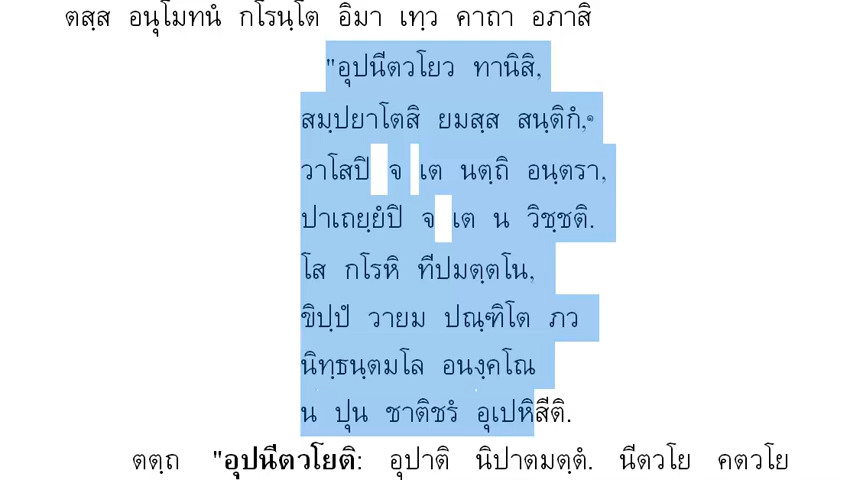 ตสฺส อนุโมทนํ กโรนฺโต อิมา เทฺว คาถา อภาสิ
"อุปนีตวโยว ทานิสิ,
สมฺปยาโตสิ ยมสฺส สนฺติกํ,๑
วาโสปิ จ เต นตฺถิ อนฺตรา,
ปาเถยฺยํปิ จ เต น วิชฺชติ.
โส กโรหิ ทีปมตฺตโน,
ขิปฺปํ วายม ปณฺฑิโต ภว
นิทฺธนฺตมโล อนงฺคโณ
น ปุน ชาติชรํ อุเปหิสีติ.
ตตฺถ "อุปนีตวโยติ: อุปาติ นิปาตมตฺตํ. นีตวโย คตวโย